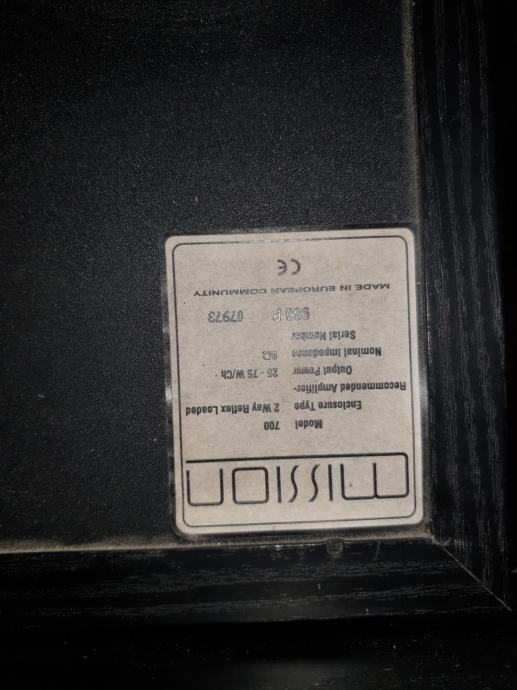 mission
Model 700
Enclosure Type 2 Way Reflex Loaded
Recommended Amplifier-
Output Power 25 - 75 W/Ch
Nominal Impedance 8Ω
Serial Number
07973
MADE IN EUROPEAN COMMUNITY
CE